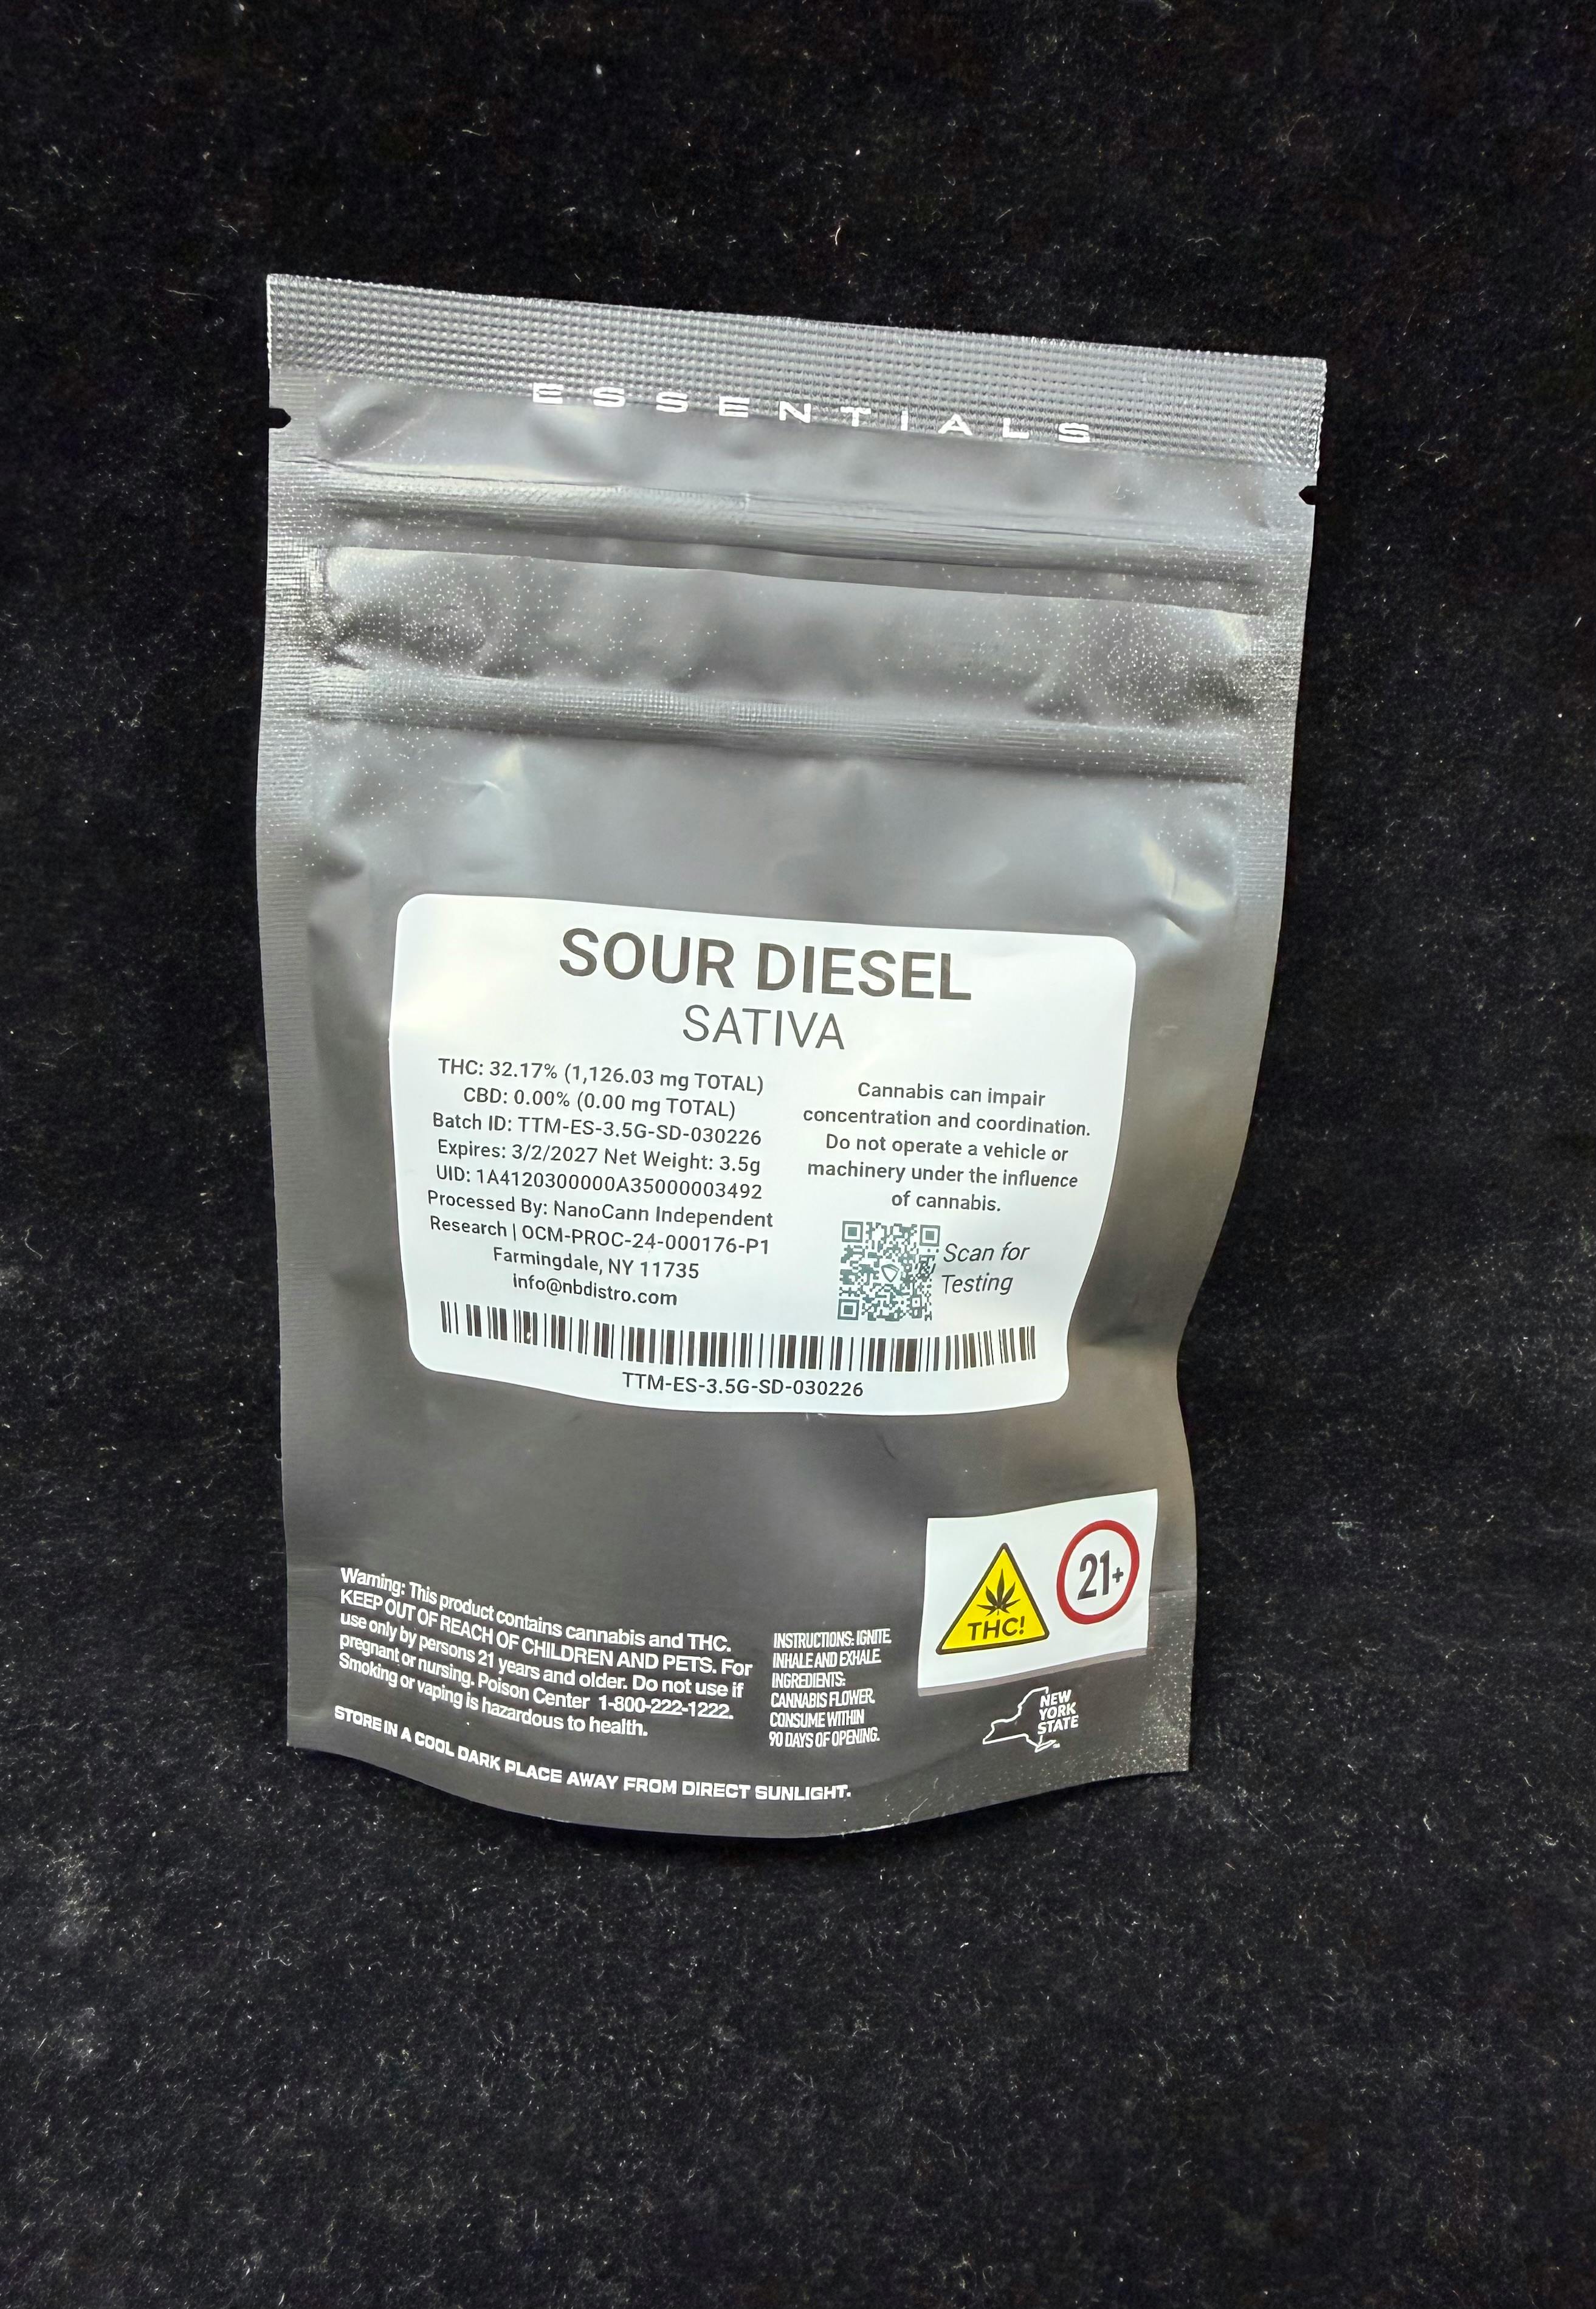 ESSENTIALS
SOUR DIESEL
SATIVA
THC: 32.17% (1,126.03 mg TOTAL)
CBD: 0.00% (0.00 mg TOTAL)
Batch ID: TTM-ES-3.5G-SD-030226
Expires: 3/2/2027 Net Weight: 3.5g
UID: 1A4120300000A35000003492
Processed By: NanoCann Independent
Research | OCM-PROC-24-000176-P1
Farmingdale, NY 11735
info@nbdistro.com
Cannabis can impair
concentration and coordination.
Do not operate a vehicle or
machinery under the influence
of cannabis.
Scan for
Testing
TTM-ES-3.5G-SD-030226
Warning: This product contains cannabis and THC.
KEEP OUT OF REACH OF CHILDREN AND PETS. For
use only by persons 21 years and older. Do not use if
pregnant or nursing. Poison Center 1-800-222-1222.
Smoking or vaping is hazardous to health.
STORE IN A COOL DARK PLACE AWAY FROM DIRECT SUNLIGHT.
INSTRUCTIONS: IGNITE,
INHALE AND EXHALE.
INGREDIENTS:
CANNABIS FLOWER.
CONSUME WITHIN
90 DAYS OF OPENING.
THC!
21+
NEW
YORK
STATE